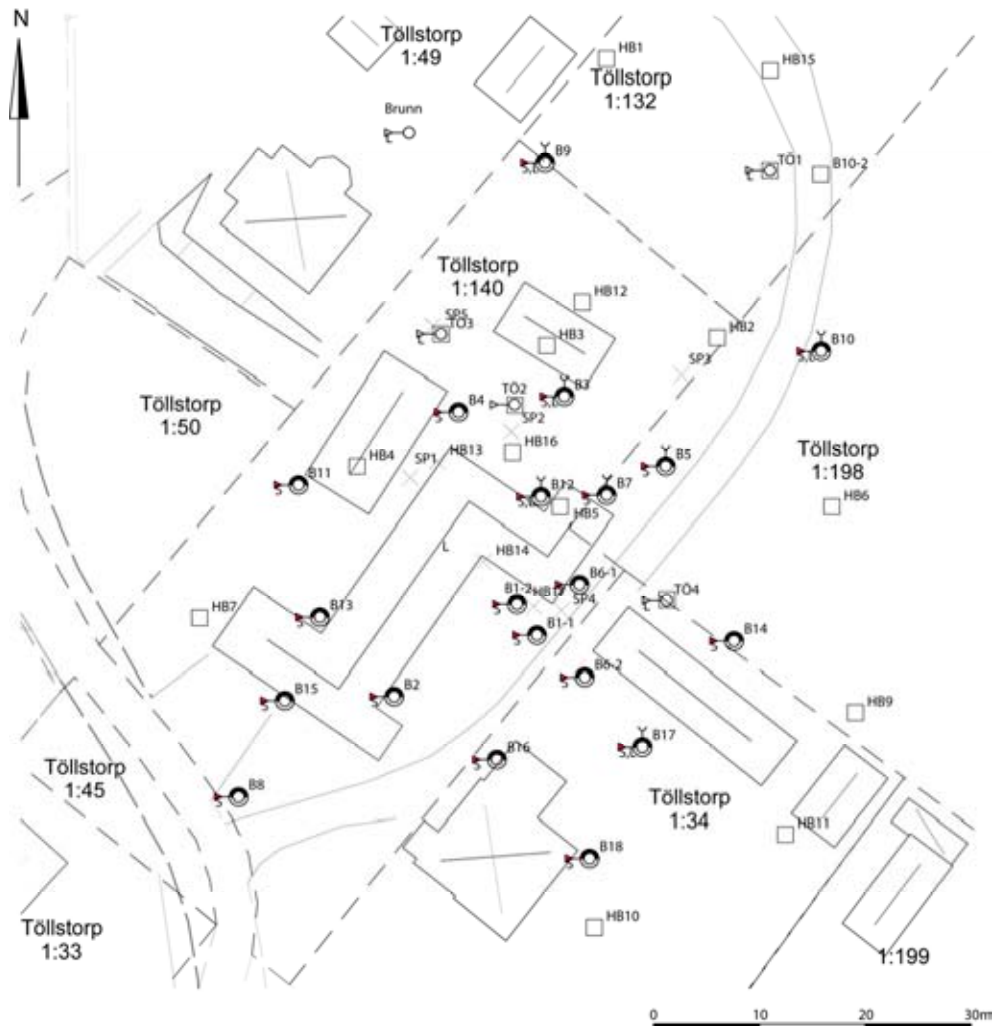 N
Töllstorp
1:49
HB1
Töllstorp
1:132
HB15
Brunn
B9
TÖ1
B10-2
Töllstorp
1:140
HB12
SP5
TÖ3
HB3
HB2
B10
SP3
Töllstorp
1:50
B4
TÖ2
B3
SP2
Töllstorp
1:198
HB4
SP1
HB13
HB16
B5
B11
B12
B7
HB5
HB6
L
HB14
B6-1
B1-2
SP4
TÖ4
HB7
B13
B1-1
B14
B6-2
B15
B2
HB9
B17
B16
Töllstorp
1:45
B8
Töllstorp
1:34
HB11
B18
HB10
Töllstorp
1:33
1:199
0 10 20 30m